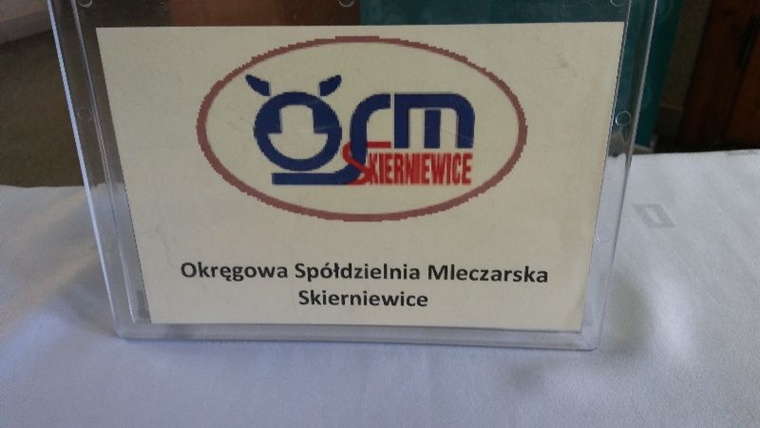 OSM
SKIERNIEWICE
Okręgowa Spółdzielnia Mleczarska
Skierniewice